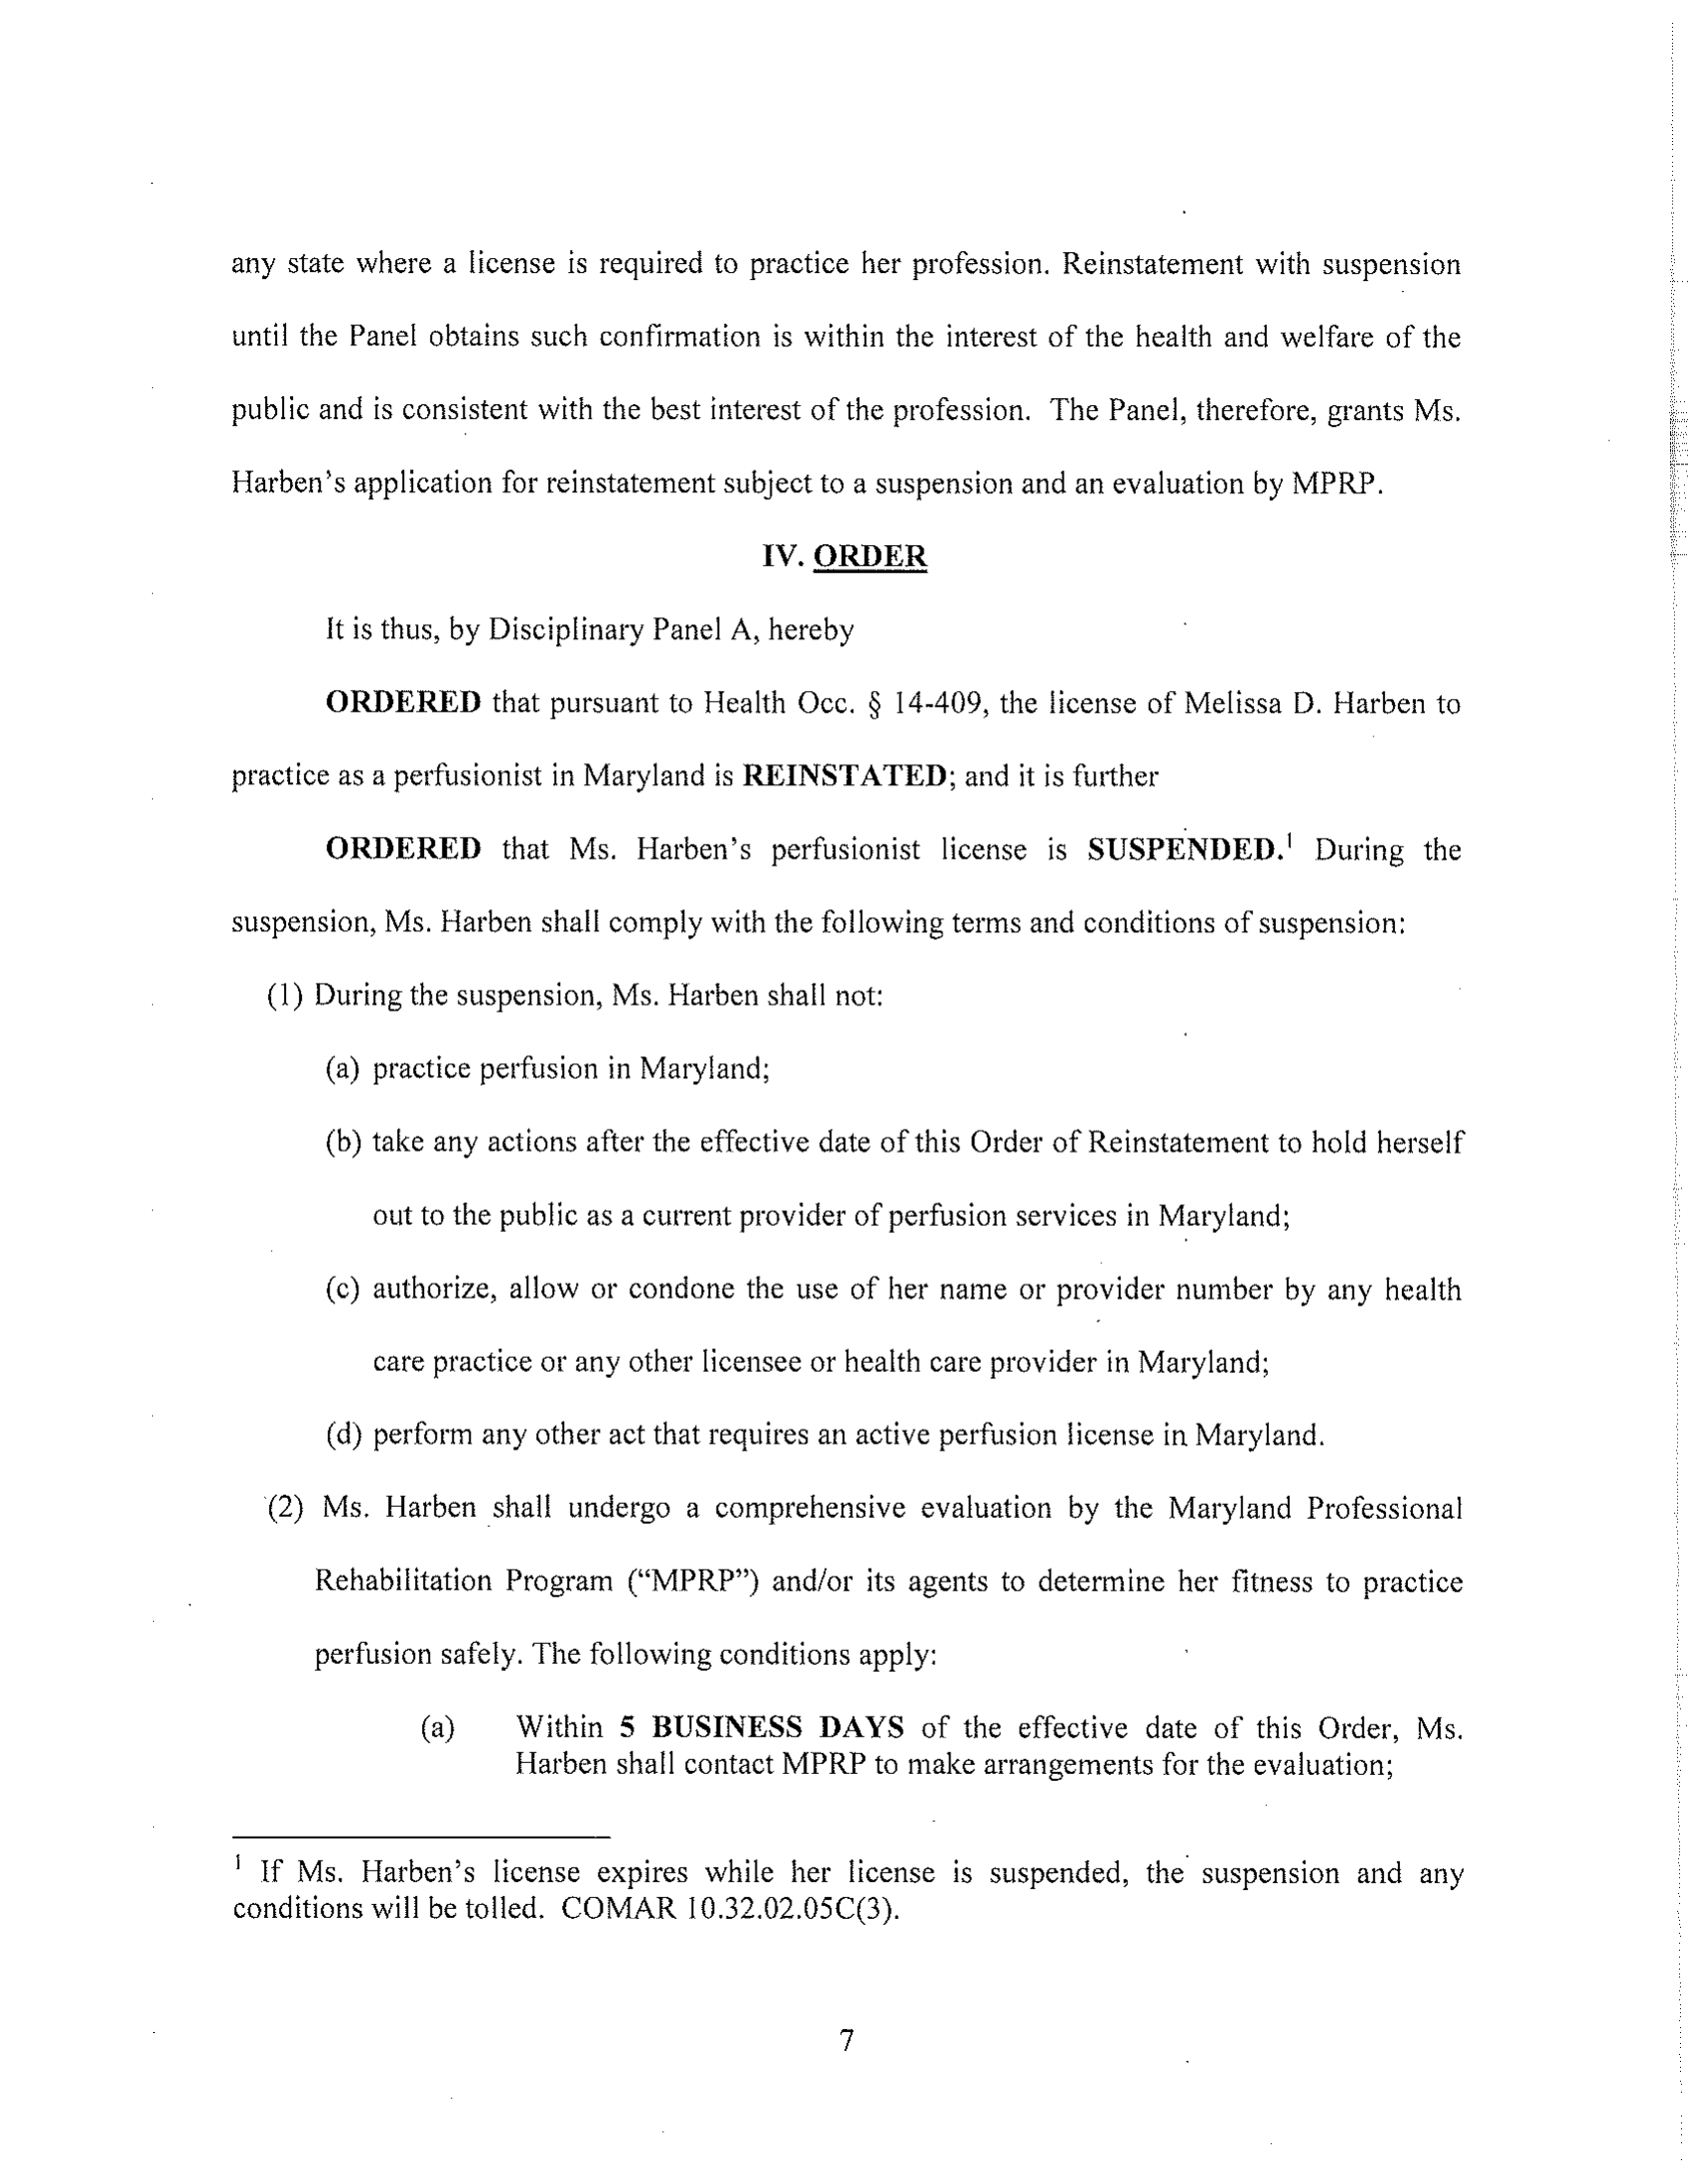 any state where a license is required to practice her profession. Reinstatement with suspension
until the Panel obtains such confirmation is within the interest of the health and welfare of the
public and is consistent with the best interest of the profession. The Panel, therefore, grants Ms.
Harben's application for reinstatement subject to a suspension and an evaluation by MPRP.
IV. ORDER
It is thus, by Disciplinary Panel A, hereby
ORDERED that pursuant to Health Occ. § 14-409, the license of Melissa D. Harben to
practice as a perfusionist in Maryland is REINSTATED; and it is further
ORDERED that Ms. Harben's perfusionist license is SUSPENDED.¹ During the
suspension, Ms. Harben shall comply with the following terms and conditions of suspension:
(1) During the suspension, Ms. Harben shall not:
(a) practice perfusion in Maryland;
(b) take any actions after the effective date of this Order of Reinstatement to hold herself
out to the public as a current provider of perfusion services in Maryland;
(c) authorize, allow or condone the use of her name or provider number by any health
care practice or any other licensee or health care provider in Maryland;
(d) perform any other act that requires an active perfusion license in Maryland.
(2) Ms. Harben shall undergo a comprehensive evaluation by the Maryland Professional
Rehabilitation Program ("MPRP") and/or its agents to determine her fitness to practice
perfusion safely. The following conditions apply:
(a) Within 5 BUSINESS DAYS of the effective date of this Order, Ms.
Harben shall contact MPRP to make arrangements for the evaluation;
¹ If Ms. Harben's license expires while her license is suspended, the suspension and any
conditions will be tolled. COMAR 10.32.02.05C(3).
7